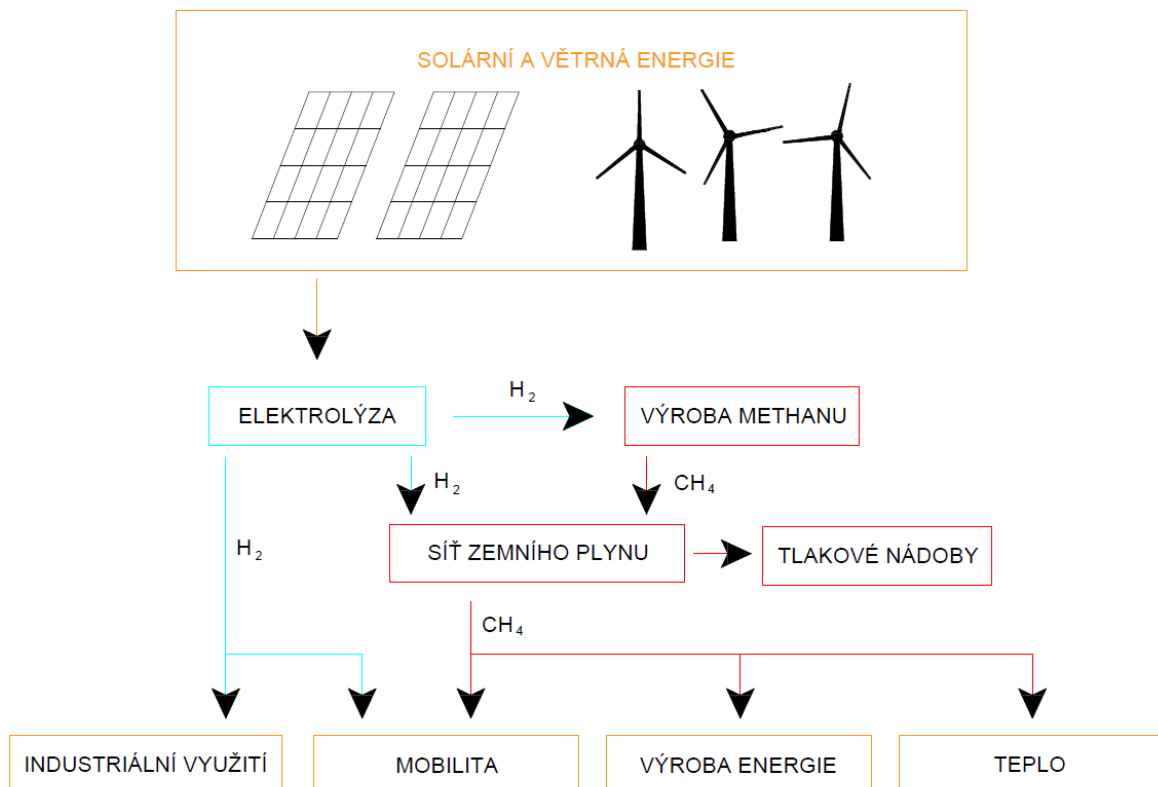 SOLÁRNÍ A VĚTRNÁ ENERGIE
ELEKTROLÝZA
H₂
VÝROBA METHANU
H₂
CH₄
H₂
SÍŤ ZEMNÍHO PLYNU
TLAKOVÉ NÁDOBY
CH₄
INDUSTRIÁLNÍ VYUŽITÍ
MOBILITA
VÝROBA ENERGIE
TEPLO